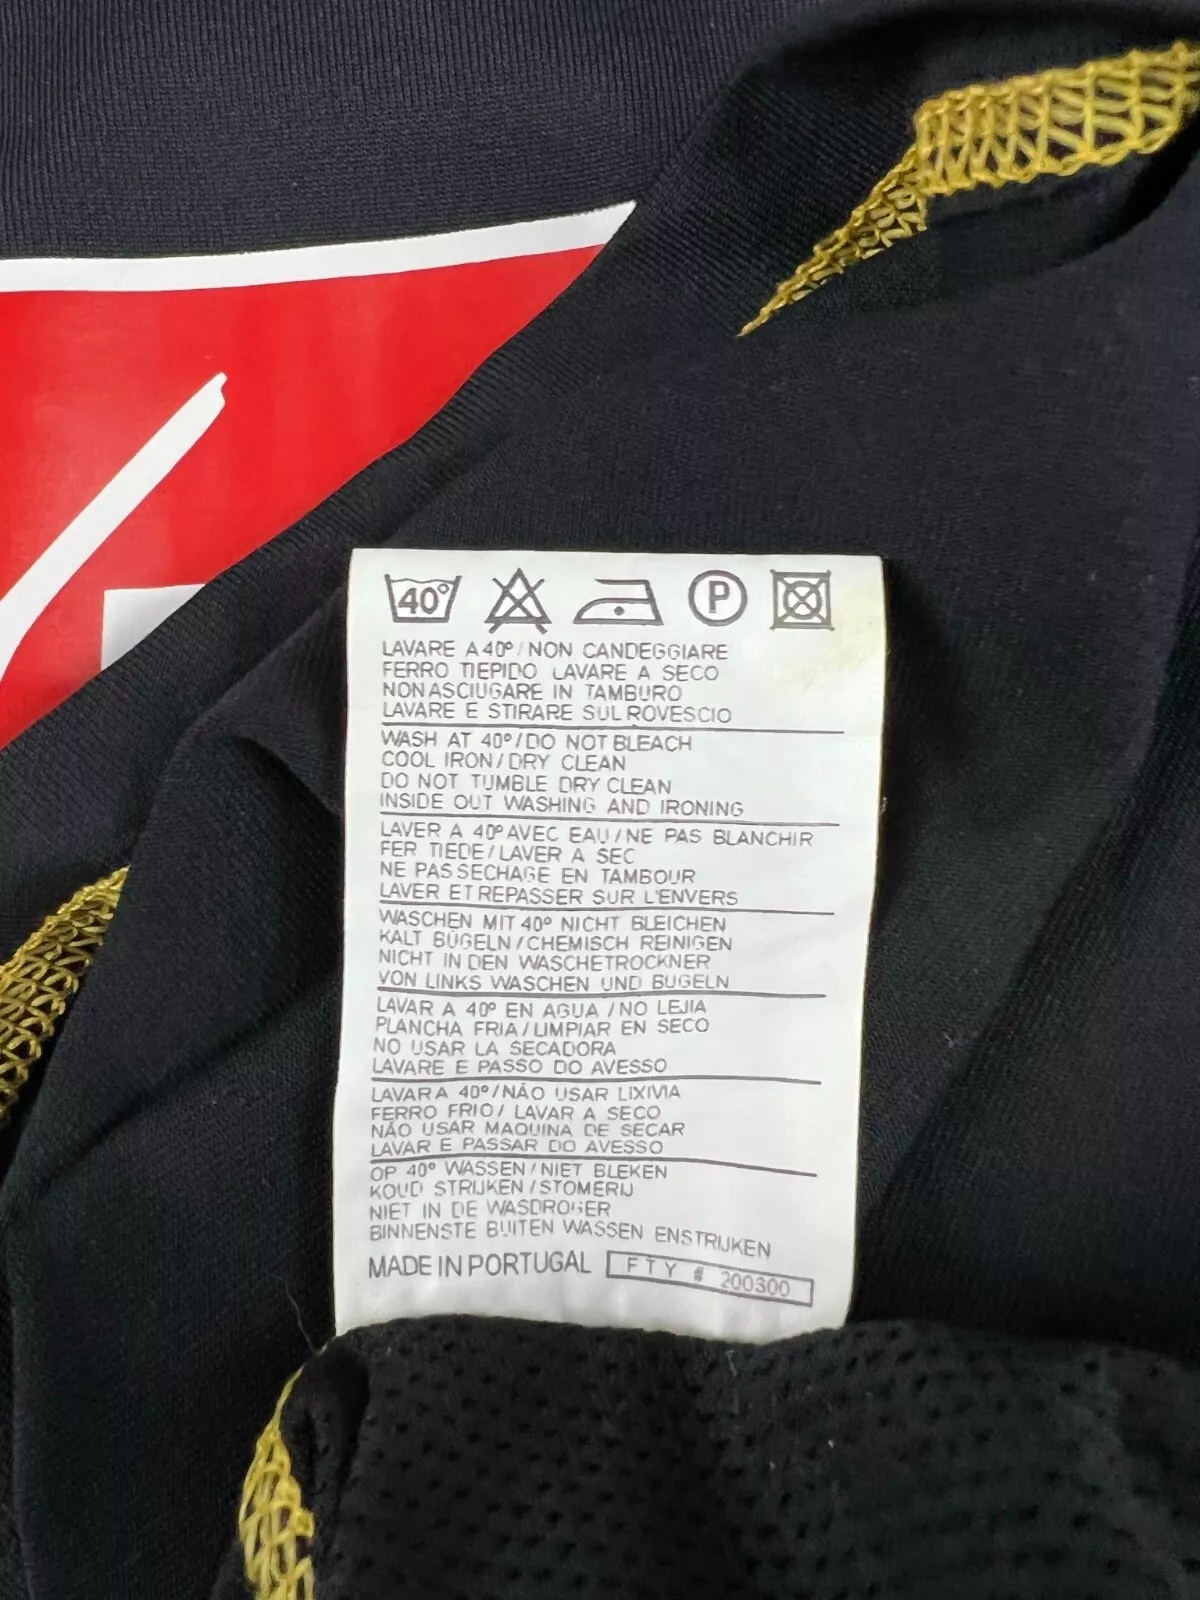 40°
P
LAVARE A 40°/NON CANDEGGIARE
FERRO TIEPIDO LAVARE A SECO
NON ASCIUGARE IN TAMBURO
LAVARE E STIRARE SUL ROVESCIO
WASH AT 40°/DO NOT BLEACH
COOL IRON/DRY CLEAN
DO NOT TUMBLE DRY CLEAN
INSIDE OUT WASHING AND IRONING
LAVER A 40° AVEC EAU/NE PAS BLANCHIR
FER TIEDE/LAVER A SEC
NE PAS SECHAGE EN TAMBOUR
LAVER ET REPASSER SUR L'ENVERS
WASCHEN MIT 40° NICHT BLEICHEN
KALT BÜGELN/CHEMISCH REINIGEN
NICHT IN DEN WASCHETROCKNER
VON LINKS WASCHEN UND BUGELN
LAVAR A 40° EN AGUA/NO LEJIA
PLANCHA FRIA/LIMPIAR EN SECO
NO USAR LA SECADORA
LAVARE E PASSO DO AVESSO
LAVAR A 40°/NÃO USAR LIXIVIA
FERRO FRIO/ LAVAR A SECO
NÃO USAR MAQUINA DE SECAR
LAVAR E PASSAR DO AVESSO
OP 40° WASSEN/NIET BLEKEN
KOUD STRIJKEN/STOMERIJ
NIET IN DE WASDROGER
BINNENSTE BUITEN WASSEN ENSTRIJKEN
MADE IN PORTUGAL FTY # 200300